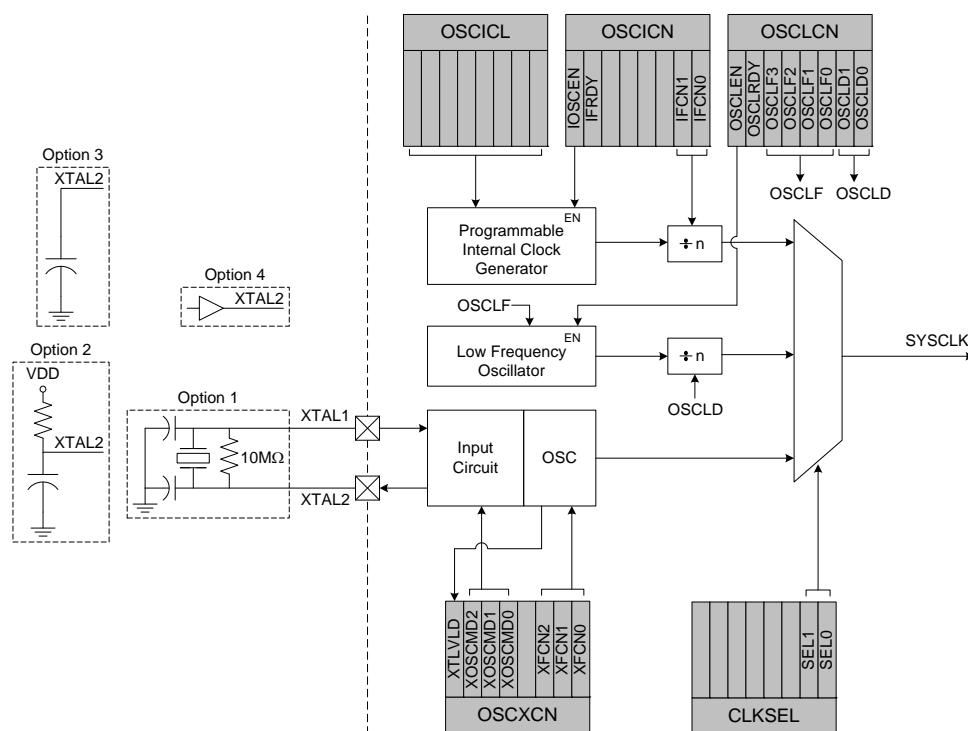 OSCICL
OSCICN
OSCLCN
IOSCEN
IFRDY
IFCN1
IFCN0
OSCLEN
OSCLRDY
OSCLF3
OSCLF2
OSCLF1
OSCLF0
OSCLD1
OSCLD0
OSCLF
OSCLD
Option 3
XTAL2
Option 4
XTAL2
EN
Programmable
Internal Clock
Generator
÷ n
OSCLF
EN
Low Frequency
Oscillator
÷ n
OSCLD
SYSCLK
Option 2
VDD
XTAL2
Option 1
10MΩ
XTAL1
XTAL2
Input
Circuit
OSC
XTLVLD
XOSCMD2
XOSCMD1
XOSCMD0
XFCN2
XFCN1
XFCN0
OSCXCN
SEL1
SEL0
CLKSEL